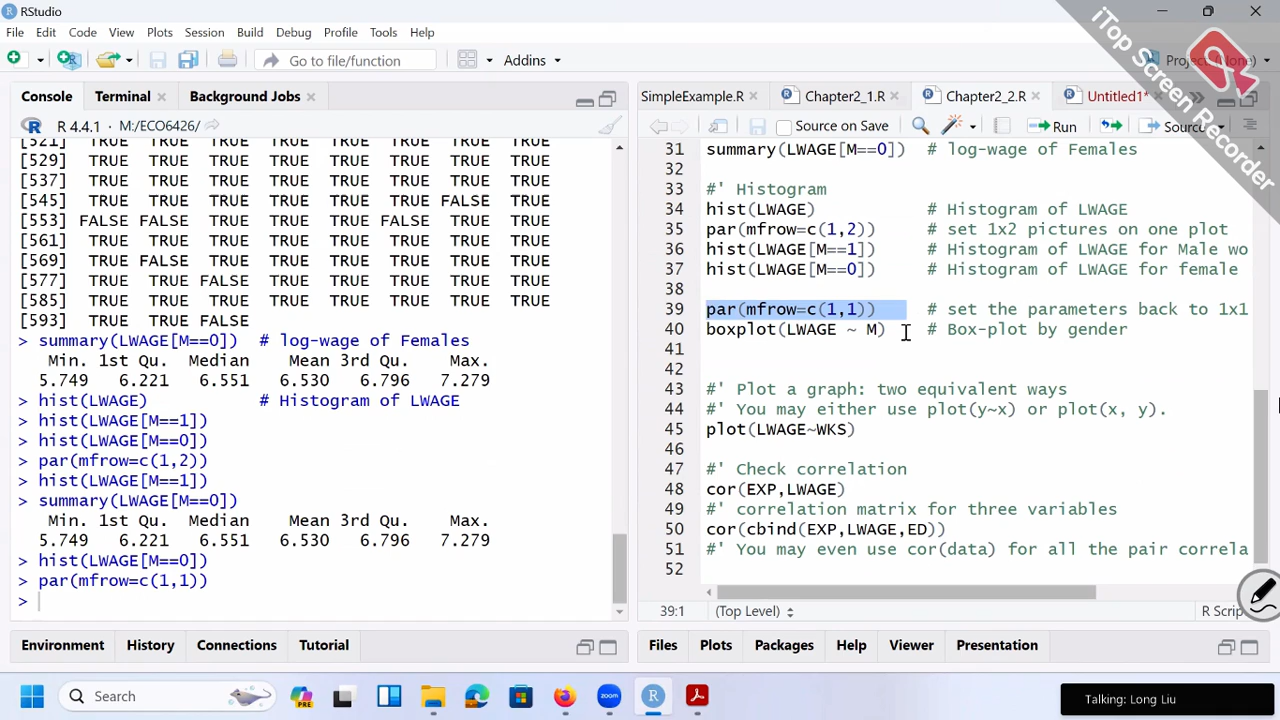 RStudio
File Edit Code View Plots Session Build Debug Profile Tools Help
Go to file/function Addins
Project: (None)
iTop Screen Recorder
Console Terminal Background Jobs
R 4.4.1 · M:/ECO6426/
[521] TRUE TRUE TRUE TRUE TRUE TRUE TRUE TRUE
[529] TRUE TRUE TRUE TRUE TRUE TRUE TRUE TRUE
[537] TRUE TRUE TRUE TRUE TRUE TRUE TRUE TRUE
[545] TRUE TRUE TRUE TRUE TRUE TRUE FALSE TRUE
[553] FALSE FALSE TRUE TRUE TRUE FALSE TRUE TRUE
[561] TRUE TRUE TRUE TRUE TRUE TRUE TRUE TRUE
[569] TRUE FALSE TRUE TRUE TRUE TRUE TRUE TRUE
[577] TRUE TRUE FALSE TRUE TRUE TRUE TRUE TRUE
[585] TRUE TRUE TRUE TRUE TRUE TRUE TRUE TRUE
[593] TRUE TRUE FALSE
> summary(LWAGE[M==0]) # log-wage of Females
Min. 1st Qu. Median Mean 3rd Qu. Max.
5.749 6.221 6.551 6.530 6.796 7.279
> hist(LWAGE) # Histogram of LWAGE
> hist(LWAGE[M==1])
> hist(LWAGE[M==0])
> par(mfrow=c(1,2))
> hist(LWAGE[M==1])
> summary(LWAGE[M==0])
Min. 1st Qu. Median Mean 3rd Qu. Max.
5.749 6.221 6.551 6.530 6.796 7.279
> hist(LWAGE[M==0])
> par(mfrow=c(1,1))
>
SimpleExample.R Chapter2_1.R Chapter2_2.R Untitled1*
Source on Save Run Source
31 summary(LWAGE[M==0]) # log-wage of Females
32
33 #' Histogram
34 hist(LWAGE) # Histogram of LWAGE
35 par(mfrow=c(1,2)) # set 1x2 pictures on one plot
36 hist(LWAGE[M==1]) # Histogram of LWAGE for Male wo
37 hist(LWAGE[M==0]) # Histogram of LWAGE for female
38
39 par(mfrow=c(1,1)) # set the parameters back to 1x1
40 boxplot(LWAGE ~ M) # Box-plot by gender
41
42
43 #' Plot a graph: two equivalent ways
44 #' You may either use plot(y~x) or plot(x, y).
45 plot(LWAGE~WKS)
46
47 #' Check correlation
48 cor(EXP,LWAGE)
49 #' correlation matrix for three variables
50 cor(cbind(EXP,LWAGE,ED))
51 #' You may even use cor(data) for all the pair correla
52
39:1 (Top Level) R Scrip
Environment History Connections Tutorial
Files Plots Packages Help Viewer Presentation
Search
PRE
zoom
Talking: Long Liu